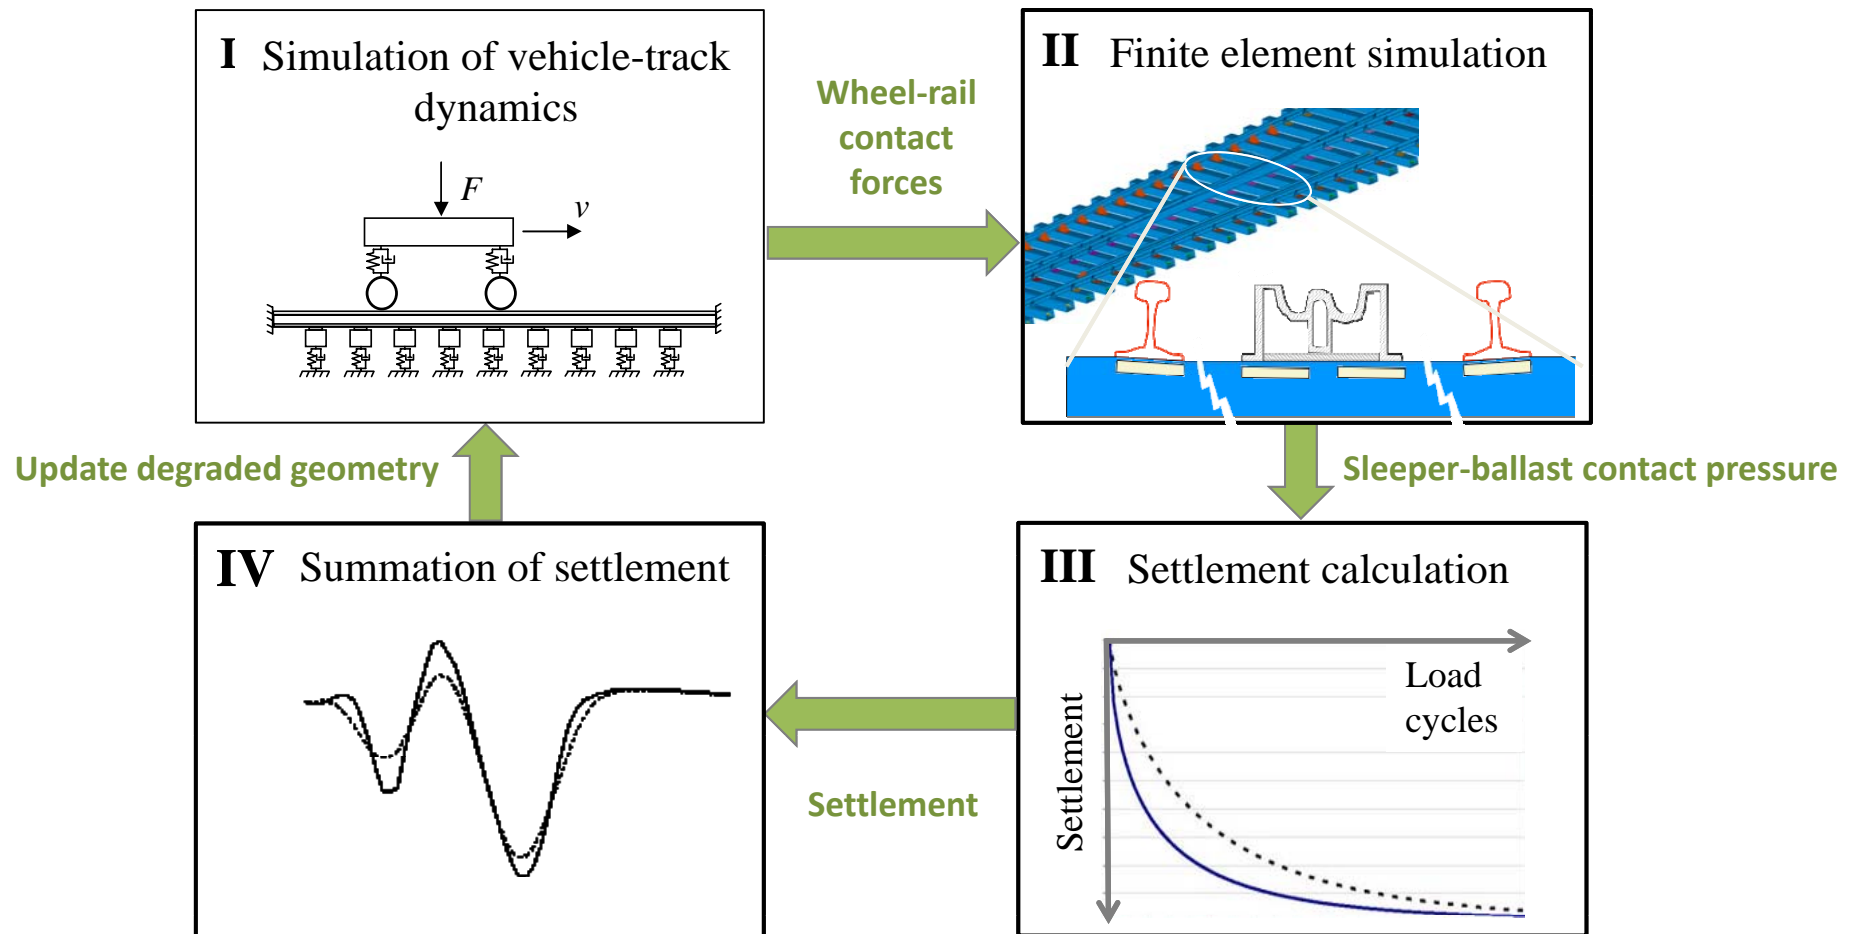 I Simulation of vehicle-track
dynamics
F
v
Wheel-rail
contact
forces
II Finite element simulation
Sleeper-ballast contact pressure
III Settlement calculation
Load
cycles
Settlement
Settlement
IV Summation of settlement
Update degraded geometry